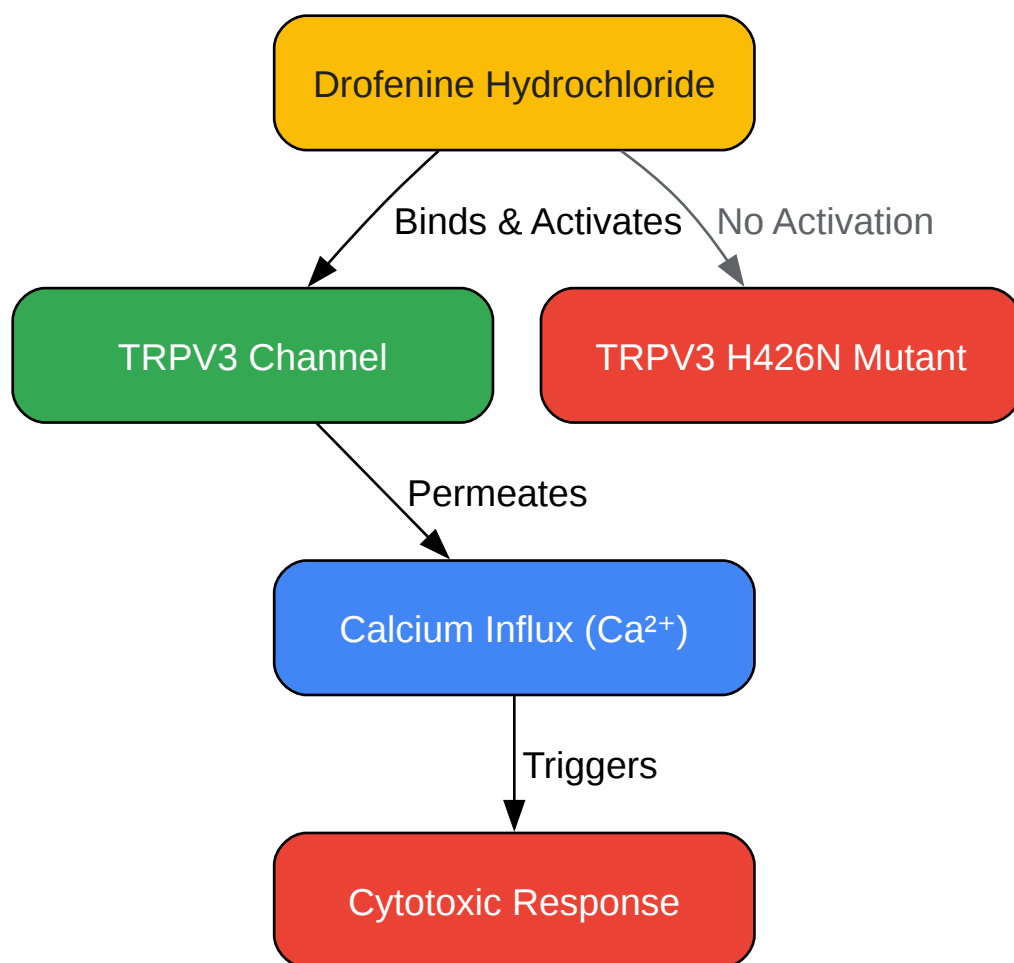 Drofenine Hydrochloride
Binds & Activates
No Activation
TRPV3 Channel
TRPV3 H426N Mutant
Permeates
Calcium Influx (Ca²⁺)
Triggers
Cytotoxic Response